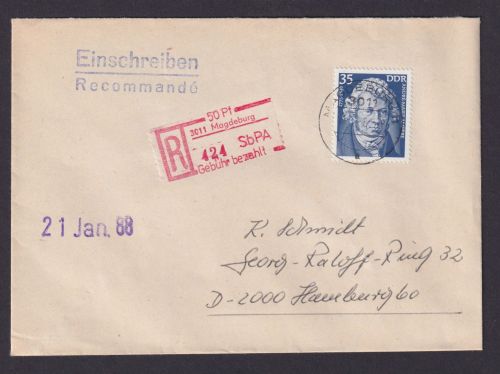 Einschreiben
Recommandé
50 Pf
3011 Magdeburg
R
424 SbPA
Gebühr bezahlt
35 DDR
3011
21 Jan. 88
K. Schmidt
Georg-Raloff-Ring 32
D-2000 Hamburg 60